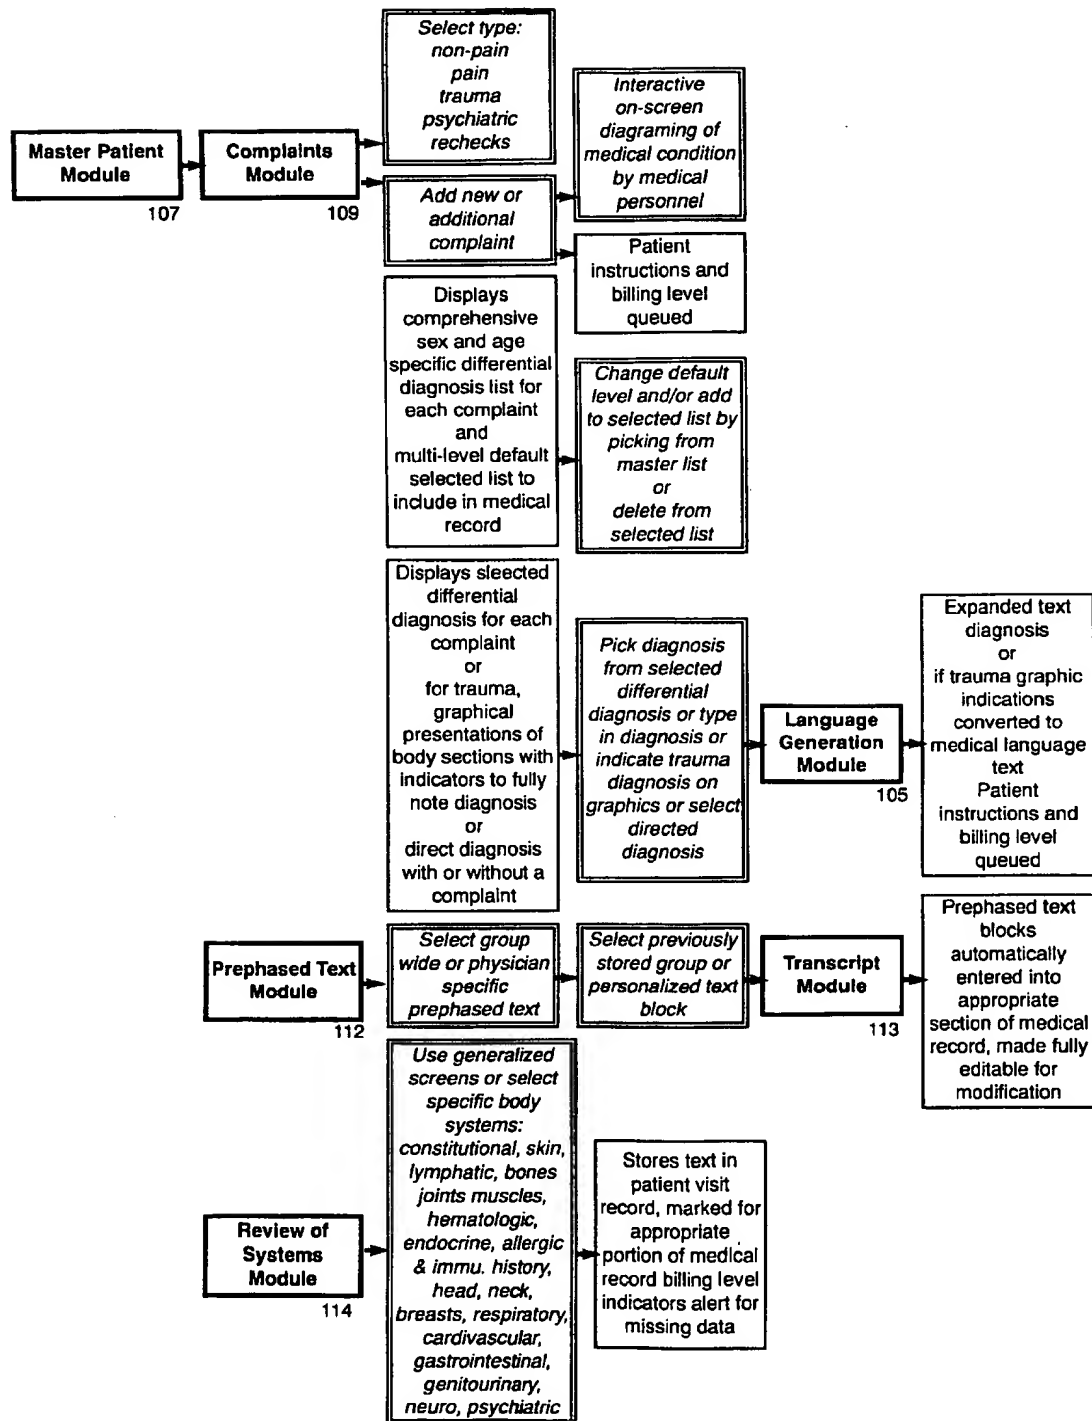 Select type:
non-pain
pain
trauma
psychiatric
rechecks
Interactive
on-screen
diagraming of
medical condition
by medical
personnel
Master Patient
Module
107
Complaints
Module
109
Add new or
additional
complaint
Patient
instructions and
billing level
queued
Displays
comprehensive
sex and age
specific differential
diagnosis list for
each complaint
and
multi-level default
selected list to
include in medical
record
Change default
level and/or add
to selected list by
picking from
master list
or
delete from
selected list
Displays sleected
differential
diagnosis for each
complaint
or
for trauma,
graphical
presentations of
body sections with
indicators to fully
note diagnosis
or
direct diagnosis
with or without a
complaint
Pick diagnosis
from selected
differential
diagnosis or type
in diagnosis or
indicate trauma
diagnosis on
graphics or select
directed
diagnosis
Language
Generation
Module
105
Expanded text
diagnosis
or
if trauma graphic
indications
converted to
medical language
text
Patient
instructions and
billing level
queued
Prephased Text
Module
112
Select group
wide or physician
specific
prephased text
Select previously
stored group or
personalized text
block
Transcript
Module
113
Prephased text
blocks
automatically
entered into
appropriate
section of medical
record, made fully
editable for
modification
Review of
Systems
Module
114
Use generalized
screens or select
specific body
systems:
constitutional, skin,
lymphatic, bones
joints muscles,
hematologic,
endocrine, allergic
& immu. history,
head, neck,
breasts, respiratory,
cardivascular,
gastrointestinal,
genitourinary,
neuro, psychiatric
Stores text in
patient visit
record, marked for
appropriate
portion of medical
record billing level
indicators alert for
missing data